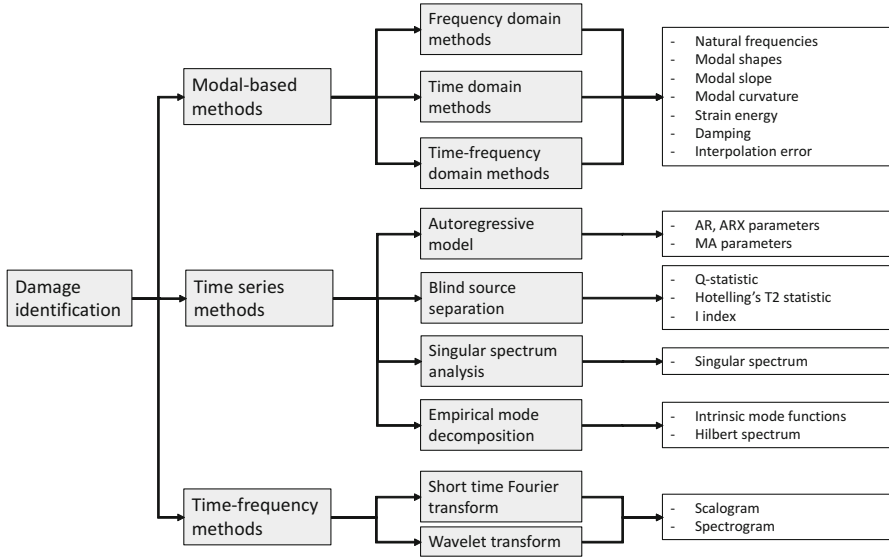 Damage
identification
Modal-based
methods
Frequency domain
methods
Time domain
methods
Time-frequency
domain methods
- Natural frequencies
- Modal shapes
- Modal slope
- Modal curvature
- Strain energy
- Damping
- Interpolation error
Time series
methods
Autoregressive
model
- AR, ARX parameters
- MA parameters
Blind source
separation
- Q-statistic
- Hotelling's T2 statistic
- I index
Singular spectrum
analysis
- Singular spectrum
Empirical mode
decomposition
- Intrinsic mode functions
- Hilbert spectrum
Time-frequency
methods
Short time Fourier
transform
Wavelet transform
- Scalogram
- Spectrogram